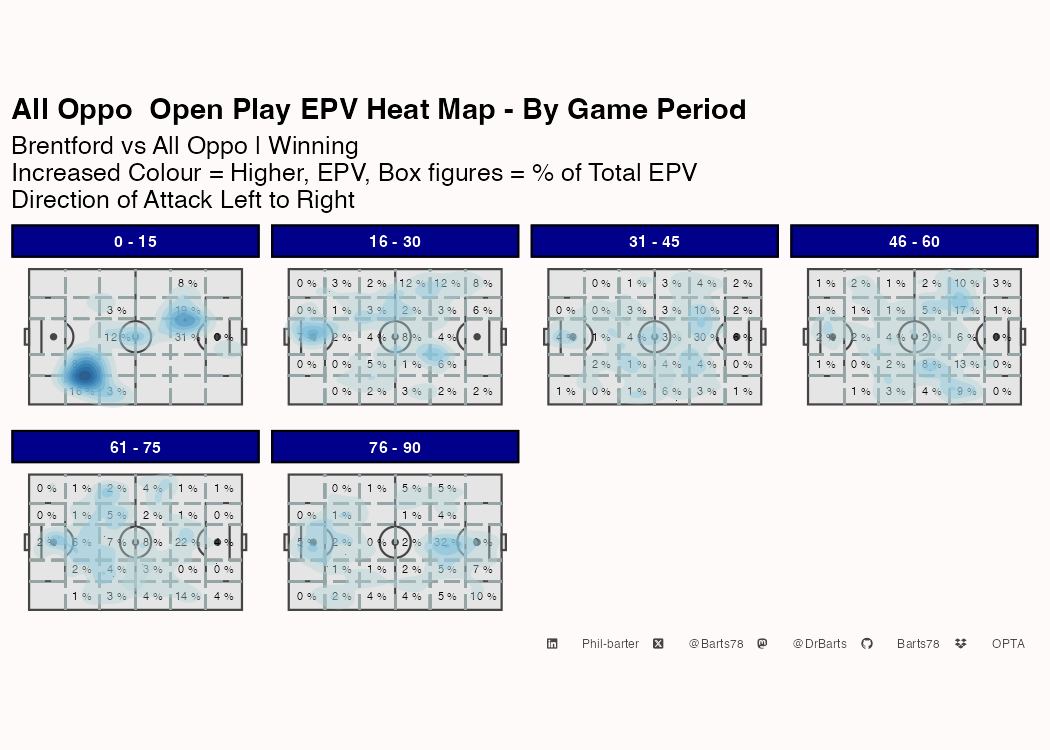 All Oppo  Open Play EPV Heat Map - By Game Period
Brentford vs All Oppo | Winning
Increased Colour = Higher, EPV, Box figures = % of Total EPV
Direction of Attack Left to Right
0 - 15
16 - 30
31 - 45
46 - 60
8 % 
3 %
31 %
3 %
0 % 3 % 2 % 12 % 12 % 8 %
0 % 1 % 3 % 2 % 3 % 6 %
2 % 4 % 8 % 4 %
0 % 0 % 5 % 1 % 6 %
0 % 2 % 3 % 2 % 2 %
0 % 1 % 3 % 4 % 2 %
0 % 0 % 3 % 3 % 10 % 0 %
1 % 4 % 3 % 30 %
2 % 1 % 4 % 4 % 0 %
1 % 0 % 1 % 6 % 3 % 1 %
1 % 2 % 1 % 2 % 10 % 3 %
1 % 1 % 1 % 5 % 17 % 1 %
2 % 2 % 6 %
1 % 0 % 2 % 8 % 13 % 0 %
1 % 3 % 4 % 9 % 0 %
61 - 75
76 - 90
0 % 1 % 2 % 4 % 1 % 1 %
0 % 1 % 5 % 2 % 1 % 0 %
7 % 8 % 22 %
2 % 4 % 3 % 0 % 0 %
1 % 3 % 4 % 14 % 4 %
0 % 1 % 5 % 5 %
0 % 1 % 1 % 4 %
2 % 0 % 2 % 32 %
1 % 1 % 2 % 5 % 7 %
0 % 2 % 4 % 4 % 5 % 10 %
Phil-barter @Barts78 @DrBarts Barts78 OPTA